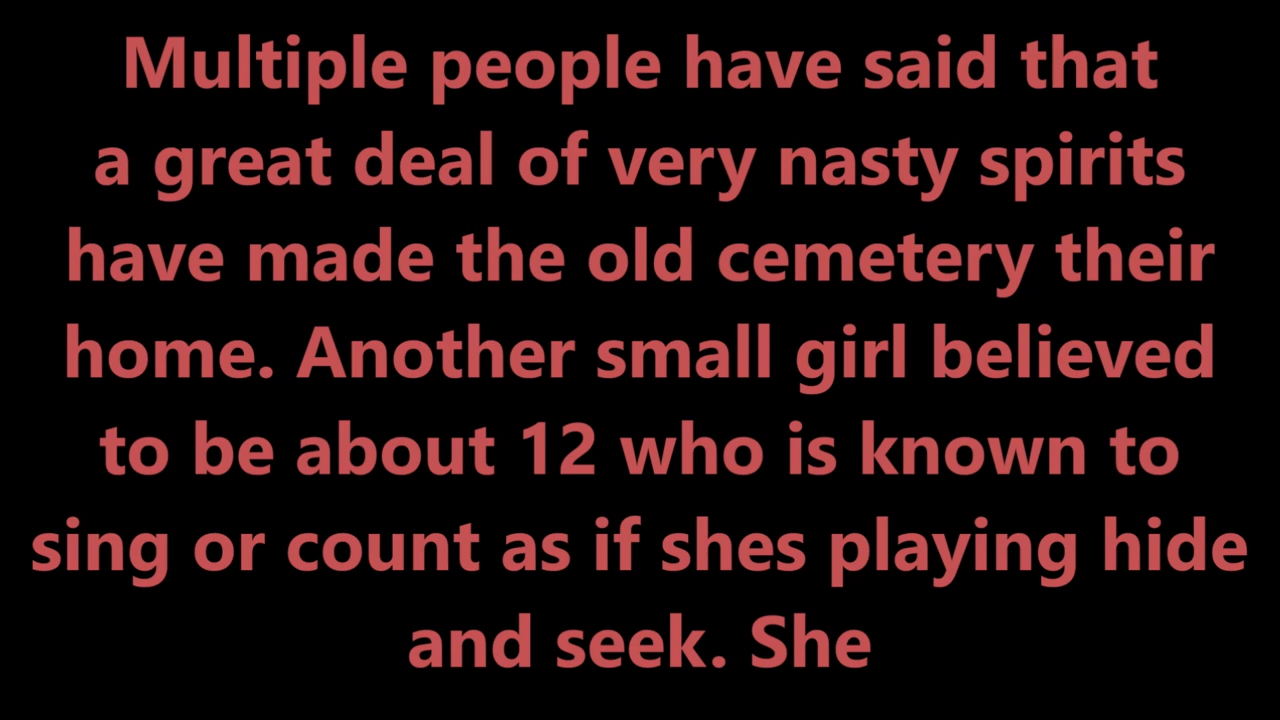 Multiple people have said that
a great deal of very nasty spirits
have made the old cemetery their
home. Another small girl believed
to be about 12 who is known to
sing or count as if shes playing hide
and seek. She